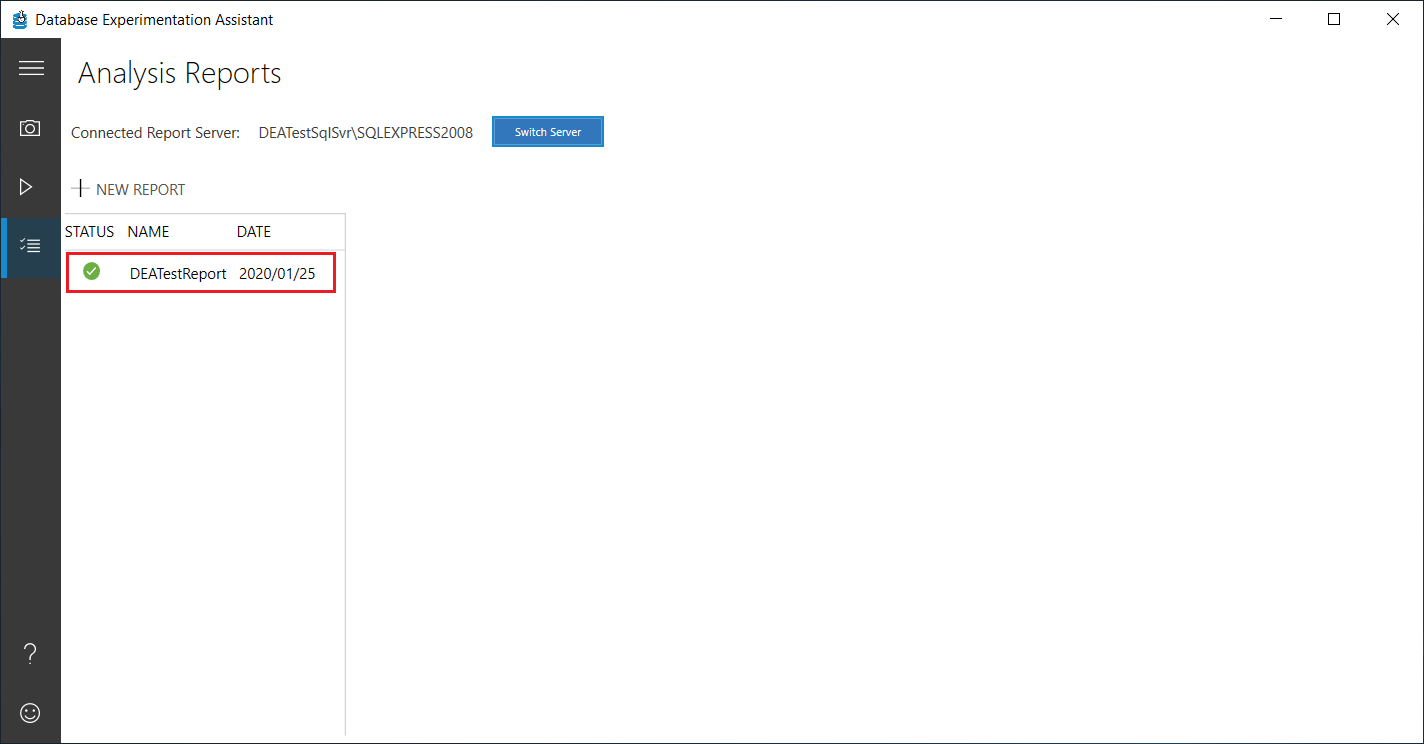 Database Experimentation Assistant
Analysis Reports
Connected Report Server: DEATestSqlSvr\SQLEXPRESS2008 Switch Server
NEW REPORT
STATUS NAME DATE
DEATestReport 2020/01/25